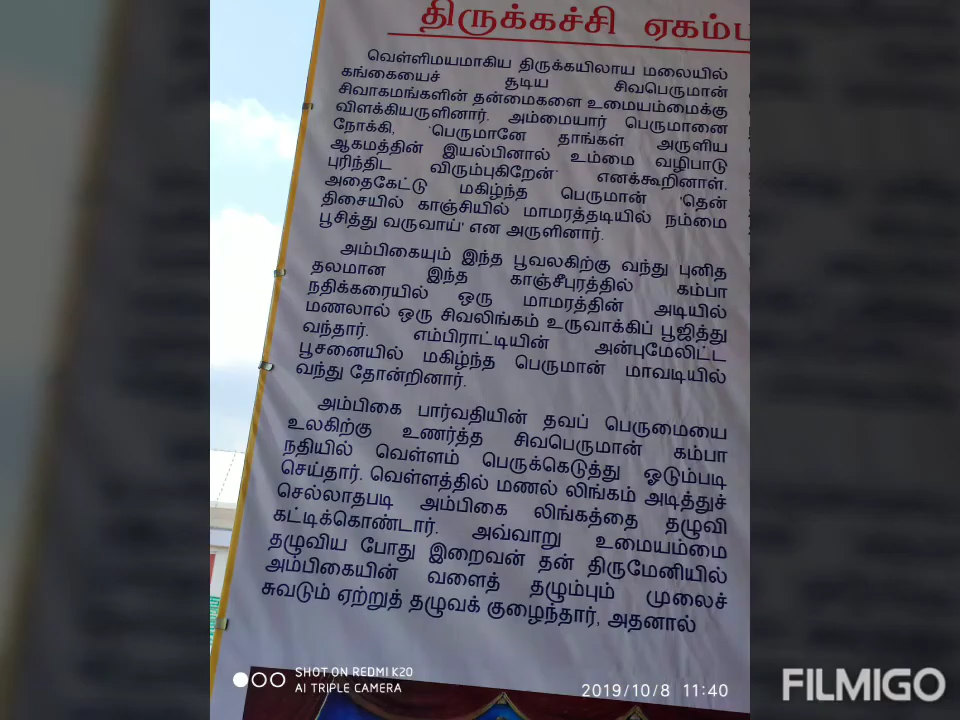 திருக்கச்சி ஏகம்ப
வெள்ளிமயமாகிய திருக்கயிலாய மலையில்
கங்கையைச் சூடிய சிவபெருமான்
சிவாகமங்களின் தன்மைகளை உமையம்மைக்கு
விளக்கியருளினார். அம்மையார் பெருமானை
நோக்கி, 'பெருமானே தாங்கள் அருளிய
ஆகமத்தின் இயல்பினால் உம்மை வழிபாடு
புரிந்திட விரும்புகிறேன்' எனக்கூறினாள்.
அதைகேட்டு மகிழ்ந்த பெருமான் 'தென்
திசையில் காஞ்சியில் மாமரத்தடியில் நம்மை
பூசித்து வருவாய்' என அருளினார்.
அம்பிகையும் இந்த பூவலகிற்கு வந்து புனித
தலமான இந்த காஞ்சீபுரத்தில் கம்பா
நதிக்கரையில் ஒரு மாமரத்தின் அடியில்
மணலால் ஒரு சிவலிங்கம் உருவாக்கிப் பூஜித்து
வந்தார். எம்பிராட்டியின் அன்புமேலிட்ட
பூசனையில் மகிழ்ந்த பெருமான் மாவடியில்
வந்து தோன்றினார்.
அம்பிகை பார்வதியின் தவப் பெருமையை
உலகிற்கு உணர்த்த சிவபெருமான் கம்பா
நதியில் வெள்ளம் பெருக்கெடுத்து ஓடும்படி
செய்தார். வெள்ளத்தில் மணல் லிங்கம் அடித்துச்
செல்லாதபடி அம்பிகை லிங்கத்தை தழுவி
கட்டிக்கொண்டார். அவ்வாறு உமையம்மை
தழுவிய போது இறைவன் தன் திருமேனியில்
அம்பிகையின் வளைத் தழும்பும் முலைச்
சுவடும் ஏற்றுத் தழுவக் குழைந்தார், அதனால்
SHOT ON REDMI K20
AI TRIPLE CAMERA
2019/10/8 11:40
FILMIGO